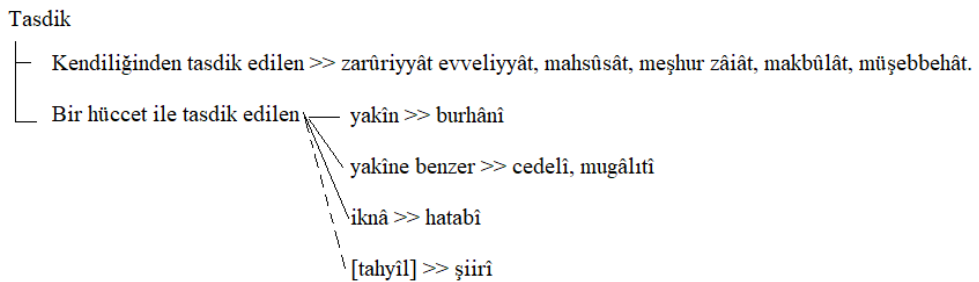 Tasdik
Kendiliğinden tasdik edilen >> zarûriyyât evveliyyât, mahsûsât, meşhur zâiât, makbûlât, müşebbehât.
Bir hüccet ile tasdik edilen yakîn >> burhânî
yakîne benzer >> cedelî, mugâlıtî
iknâ >> hatabî
[tahyîl] >> şiirî